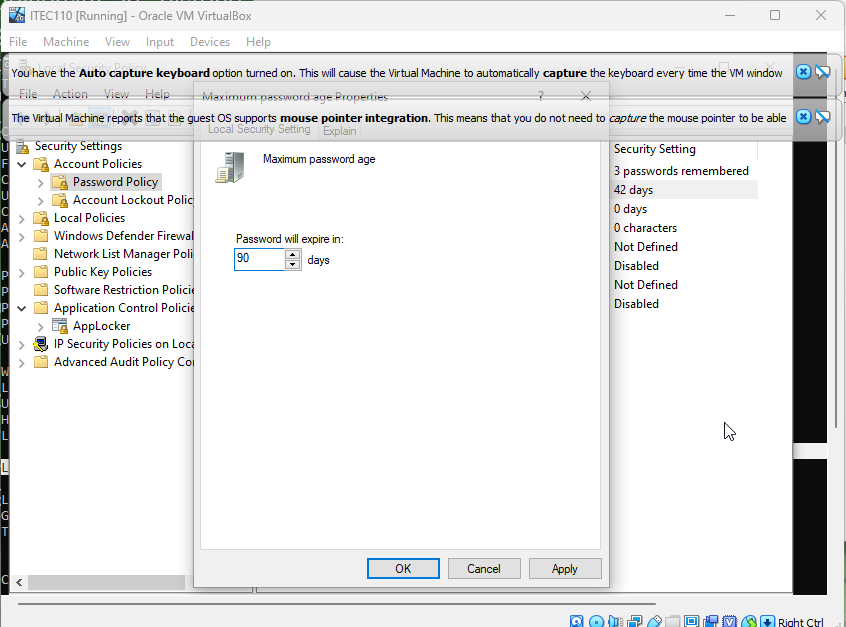 ITEC110 [Running] - Oracle VM VirtualBox
File Machine View Input Devices Help
Local Security Policy
You have the Auto capture keyboard option turned on. This will cause the Virtual Machine to automatically capture the keyboard every time the VM window
File Action View Help
Maximum password age Properties ?
The Virtual Machine reports that the guest OS supports mouse pointer integration. This means that you do not need to capture the mouse pointer to be able
Local Security Setting Explain
Security Settings
Account Policies
Password Policy
Account Lockout Polic
Local Policies
Windows Defender Firewal
Network List Manager Poli
Public Key Policies
Software Restriction Policie
Application Control Policie
AppLocker
IP Security Policies on Loca
Advanced Audit Policy Co
Maximum password age
Password will expire in:
90 days
OK Cancel Apply
Security Setting
3 passwords remembered
42 days
0 days
0 characters
Not Defined
Disabled
Not Defined
Disabled
Right Ctrl